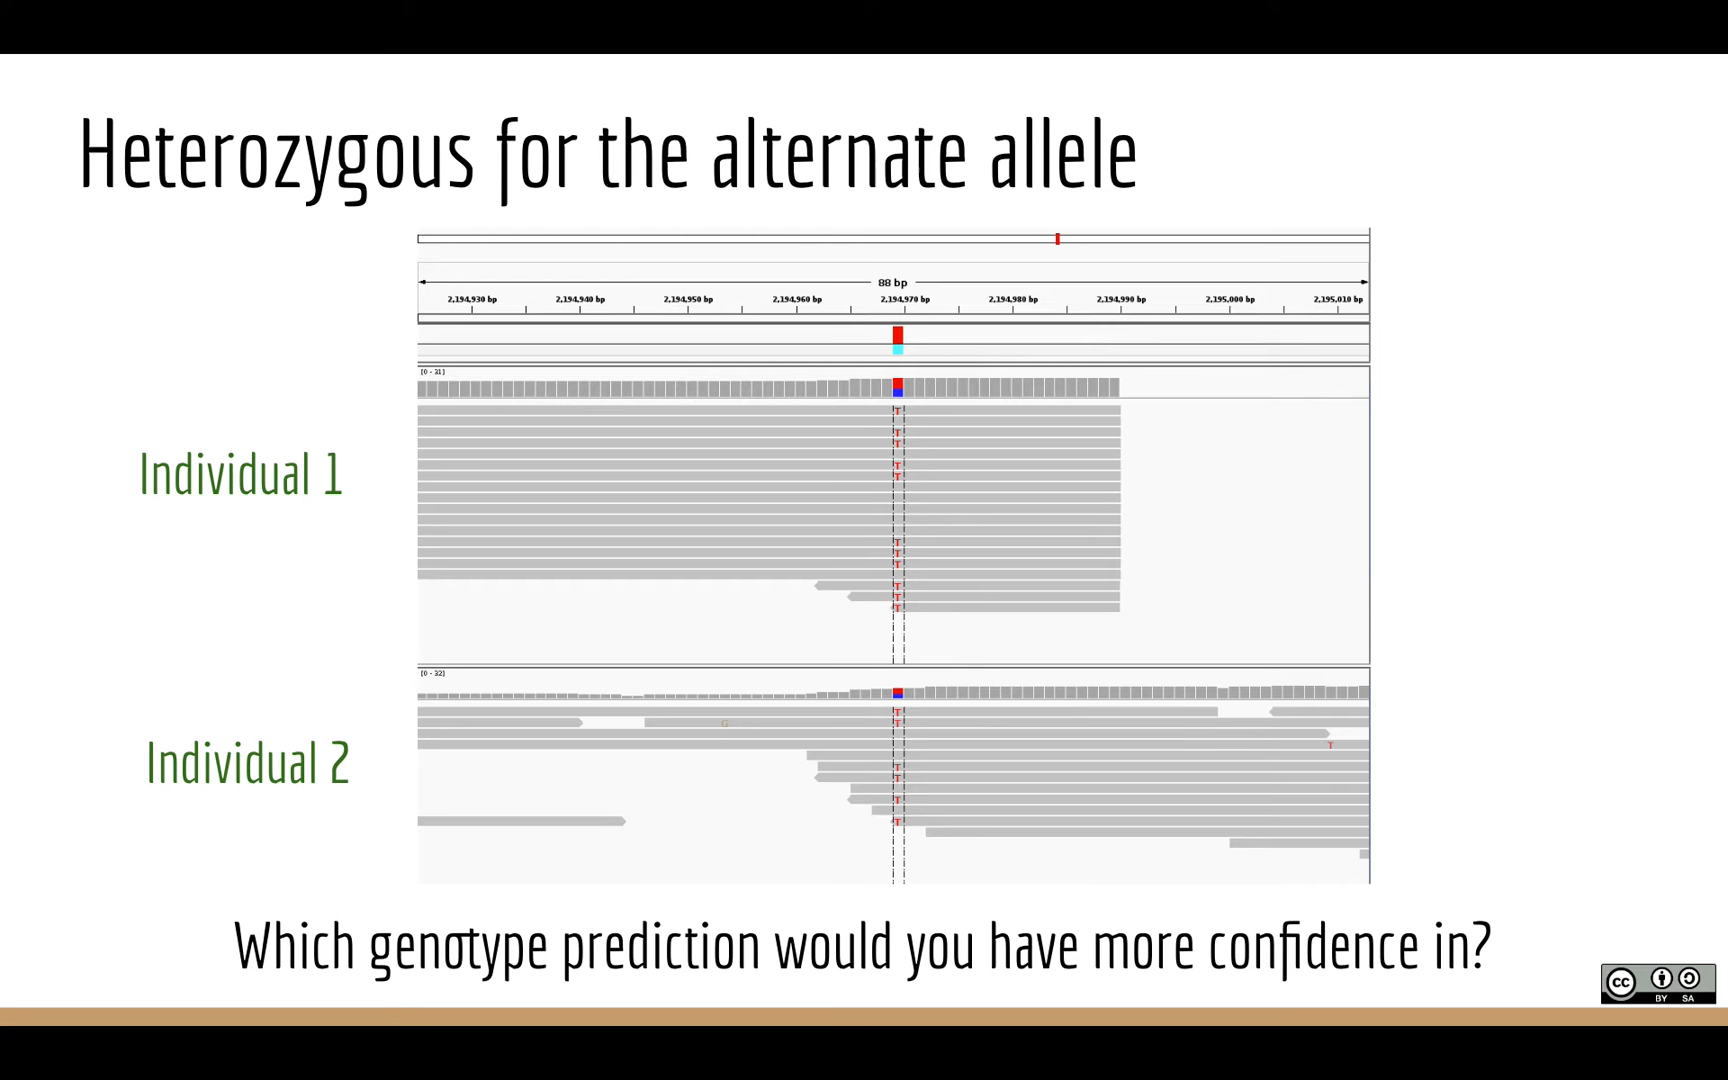 Heterozygous for the alternate allele
88 bp
2,194,930 bp 2,194,940 bp 2,194,950 bp 2,194,960 bp 2,194,970 bp 2,194,980 bp 2,194,990 bp 2,195,000 bp 2,195,010 bp
[0 - 31]
T
T
T
T
T
Individual 1
T
T
T
T
T
T
[0 - 32]
T
G T
T
Individual 2
T
T
T
T
Which genotype prediction would you have more confidence in?
cc
BY SA